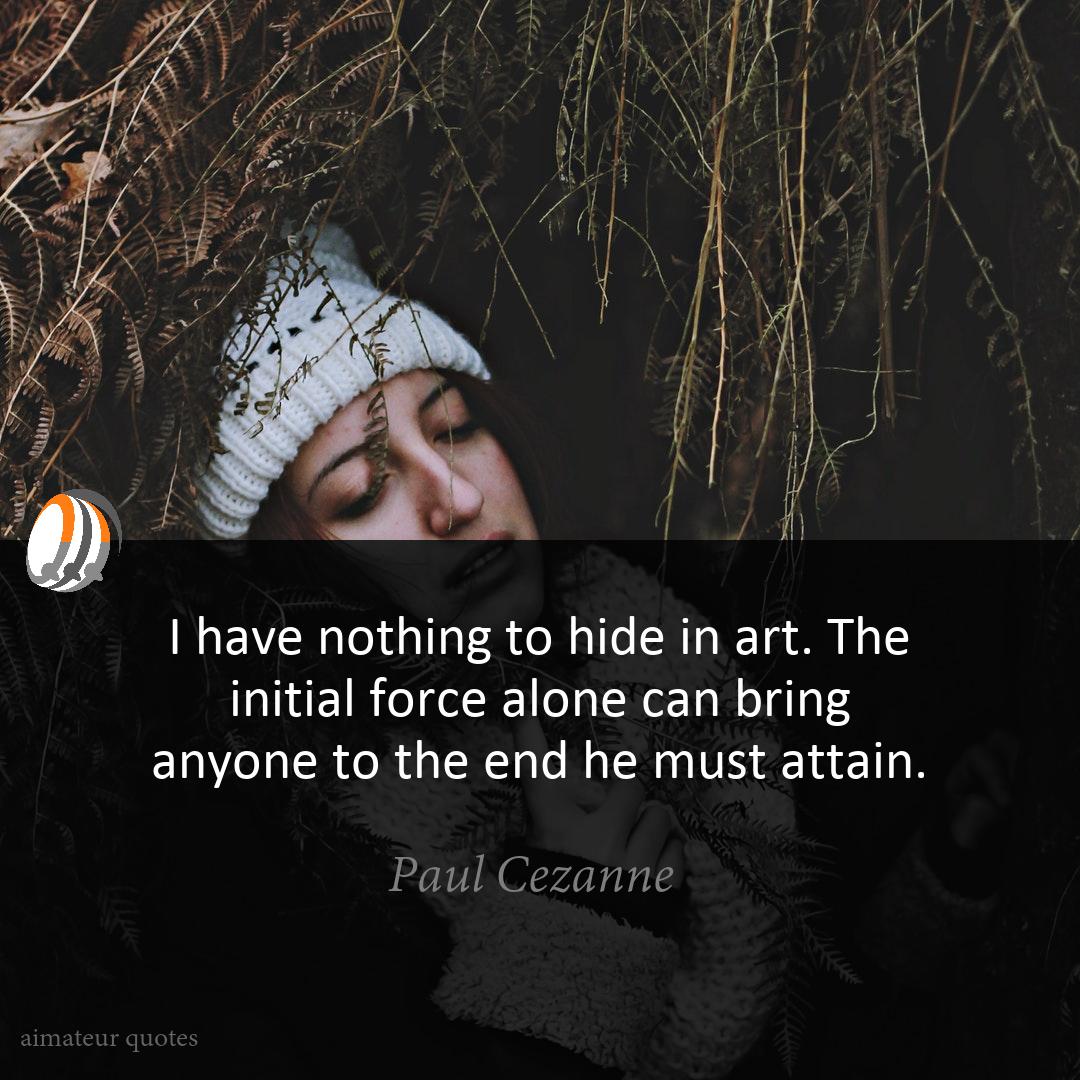 I have nothing to hide in art. The
initial force alone can bring
anyone to the end he must attain.
Paul Cezanne
aimateur quotes